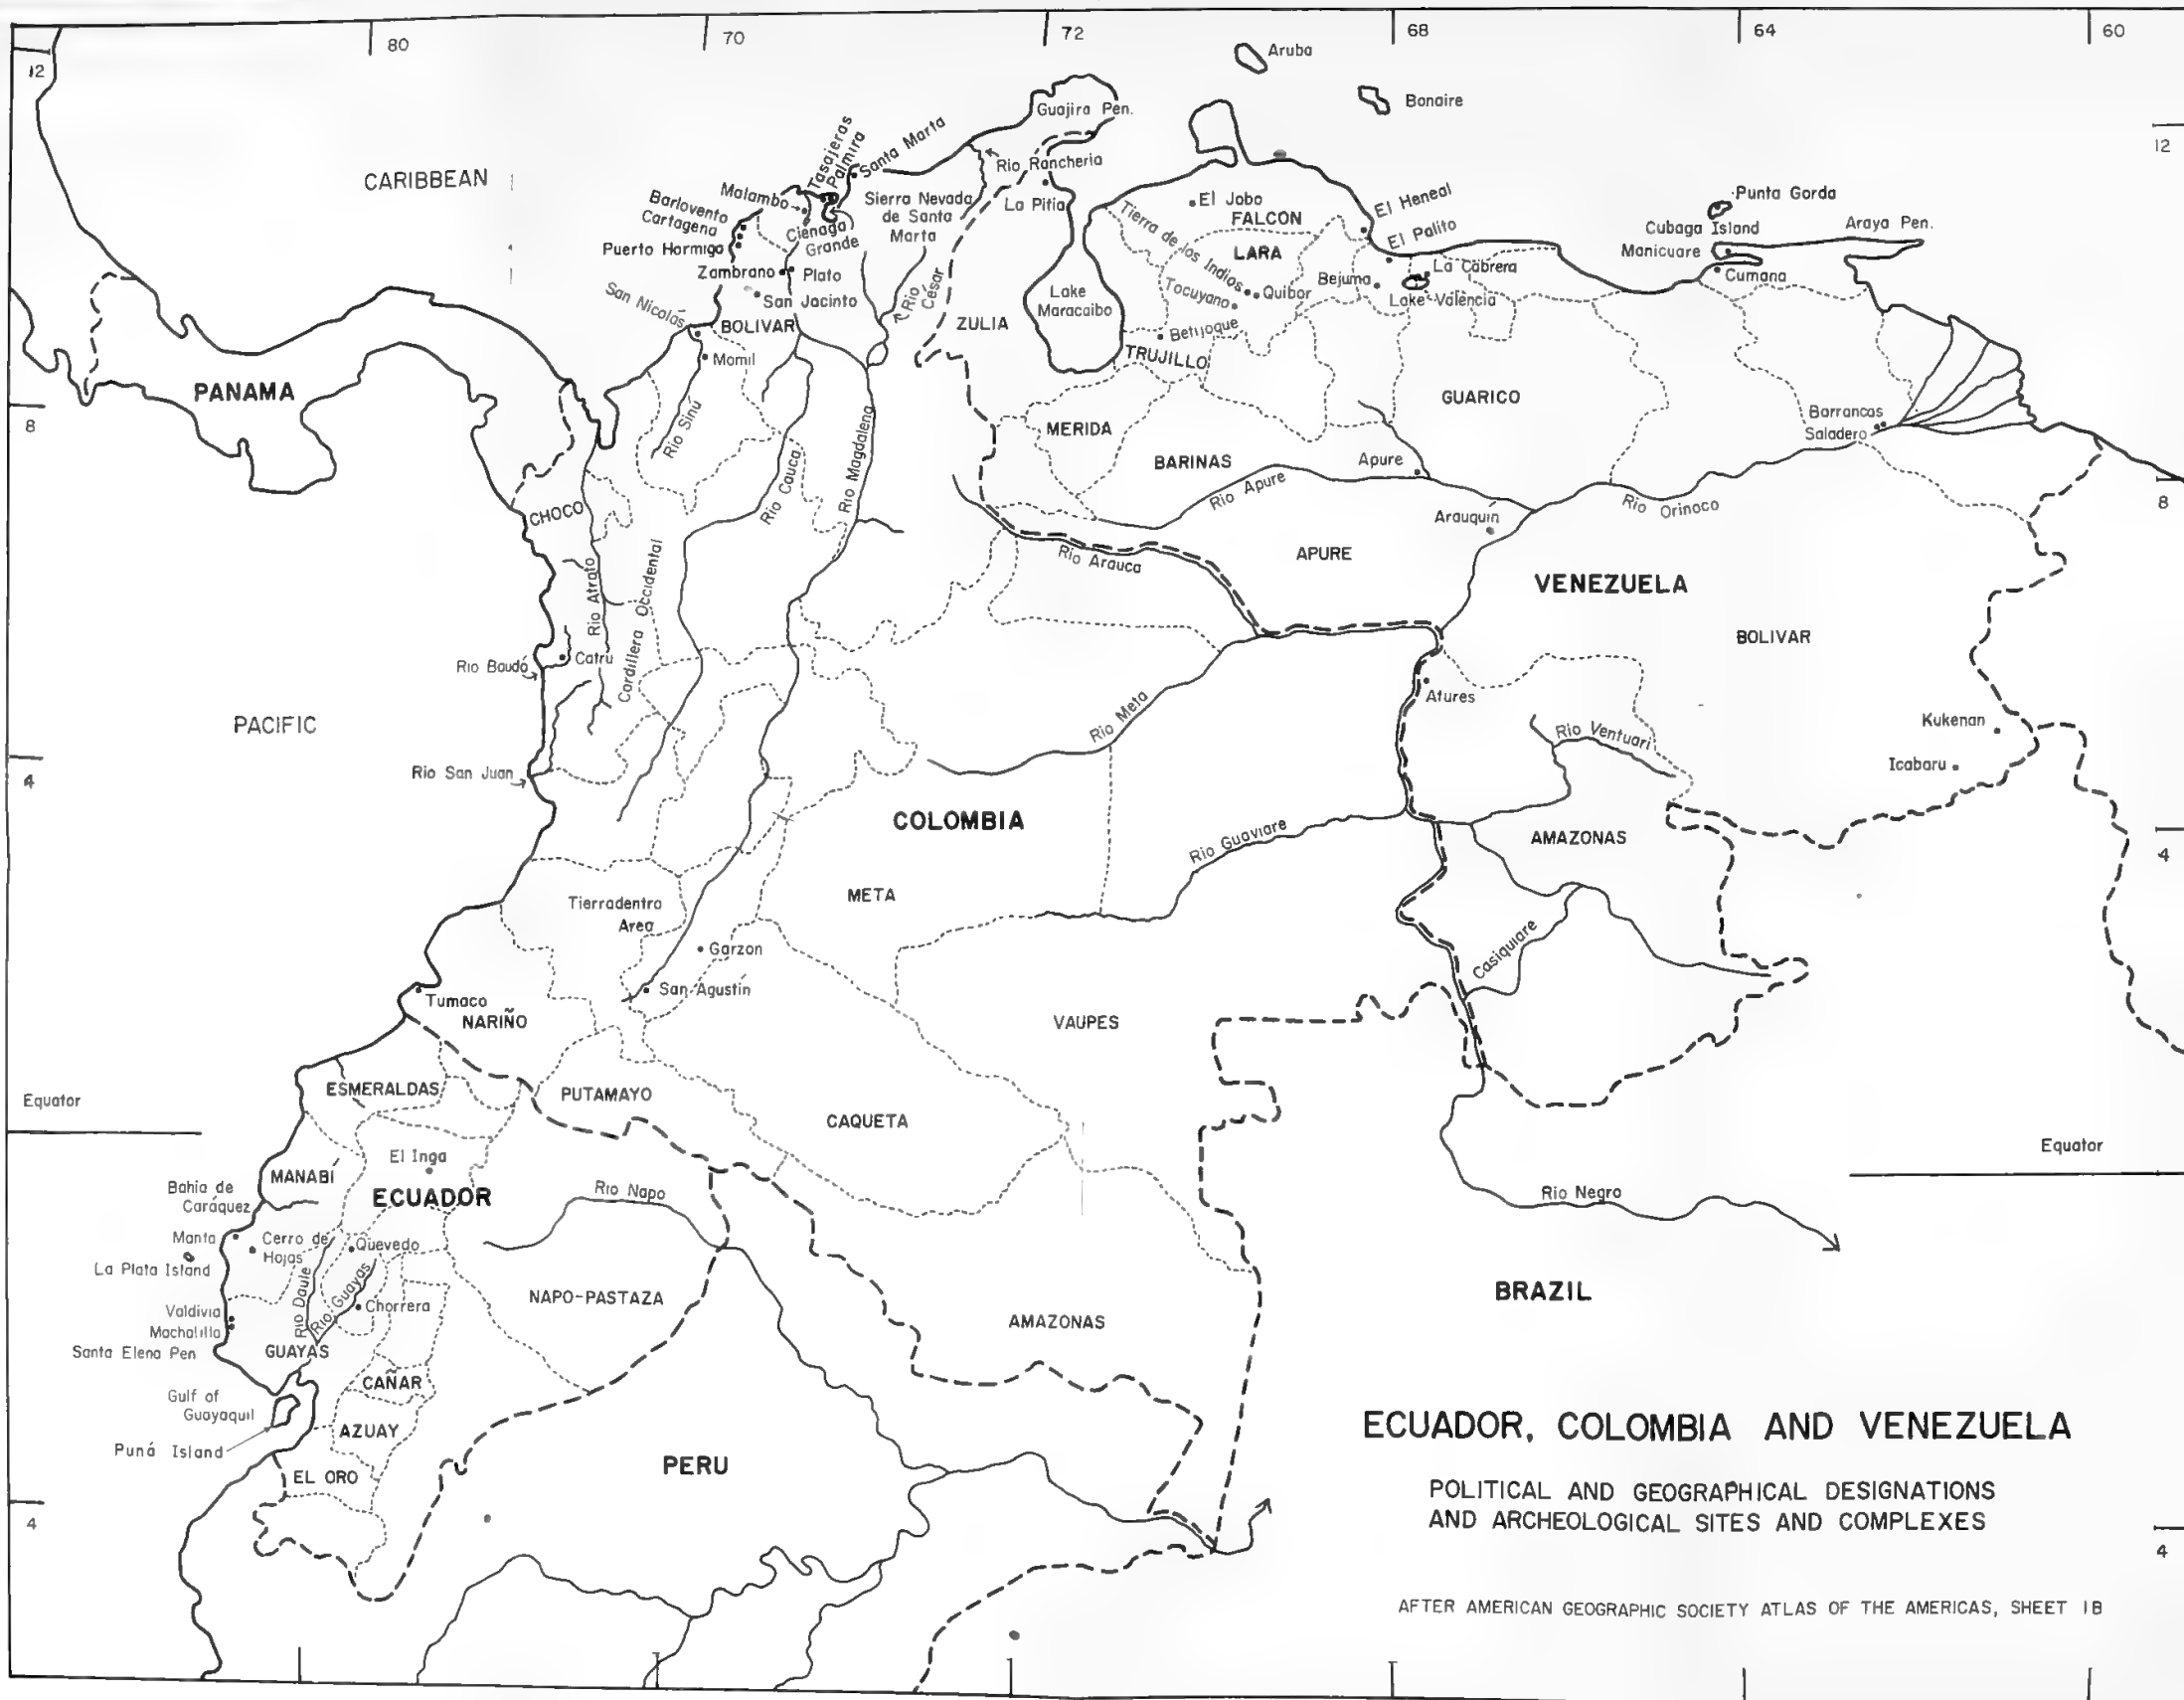 80
70
72
68
64
60
12
12
Aruba
Bonaire
Guajira Pen.
CARIBBEAN
Tasajeras
Palmira
Santa Marta
Malambo
Barlovento
Cartagena
Puerto Hormiga
Cienaga
Grande
Sierra Nevada
de Santa
Marta
Rio Rancheria
La Pitia
Zambrano
Plato
San Jacinto
San Nicolás
BOLIVAR
Momil
Rio
César
ZULIA
Lake
Maracaibo
El Jobo
FALCON
Tierra de los Indios
LARA
Tocuyano
Quibor
Betijoque
TRUJILLO
El Heneal
El Palito
Bejuma
La Cabrera
Lake Valencia
Punta Gorda
Cubaga Island
Manicuare
Araya Pen.
Cumana
PANAMA
8
8
Rio Sinú
Rio Cauca
Rio Magdalena
MERIDA
BARINAS
GUARICO
Barrancas
Saladero
Apure
Rio Apure
Arauquín
Rio Orinoco
CHOCO
Rio Atrato
Cordillera Occidental
Rio Arauca
APURE
VENEZUELA
BOLIVAR
Rio Baudó
Catru
PACIFIC
Rio San Juan
4
4
Rio Meta
Atures
Rio Ventuari
Kukenan
Icabaru
COLOMBIA
Rio Guaviare
AMAZONAS
META
Tierradentro
Area
Garzon
San Agustín
Casiquiare
Tumaco
NARIÑO
VAUPES
ESMERALDAS
PUTAMAYO
CAQUETA
Equator
Equator
El Inga
MANABÍ
ECUADOR
Bahia de
Caráquez
Rio Napo
Rio Negro
Manta
Cerro de
Hojas
Quevedo
La Plata Island
Rio Daule
Rio Guayas
Chorrera
NAPO-PASTAZA
Valdivia
Machalilla
Santa Elena Pen
GUAYAS
AMAZONAS
BRAZIL
CAÑAR
Gulf of
Guayaquil
AZUAY
Puná Island
EL ORO
PERU
4
4
ECUADOR, COLOMBIA AND VENEZUELA
POLITICAL AND GEOGRAPHICAL DESIGNATIONS
AND ARCHEOLOGICAL SITES AND COMPLEXES
AFTER AMERICAN GEOGRAPHIC SOCIETY ATLAS OF THE AMERICAS, SHEET 1B